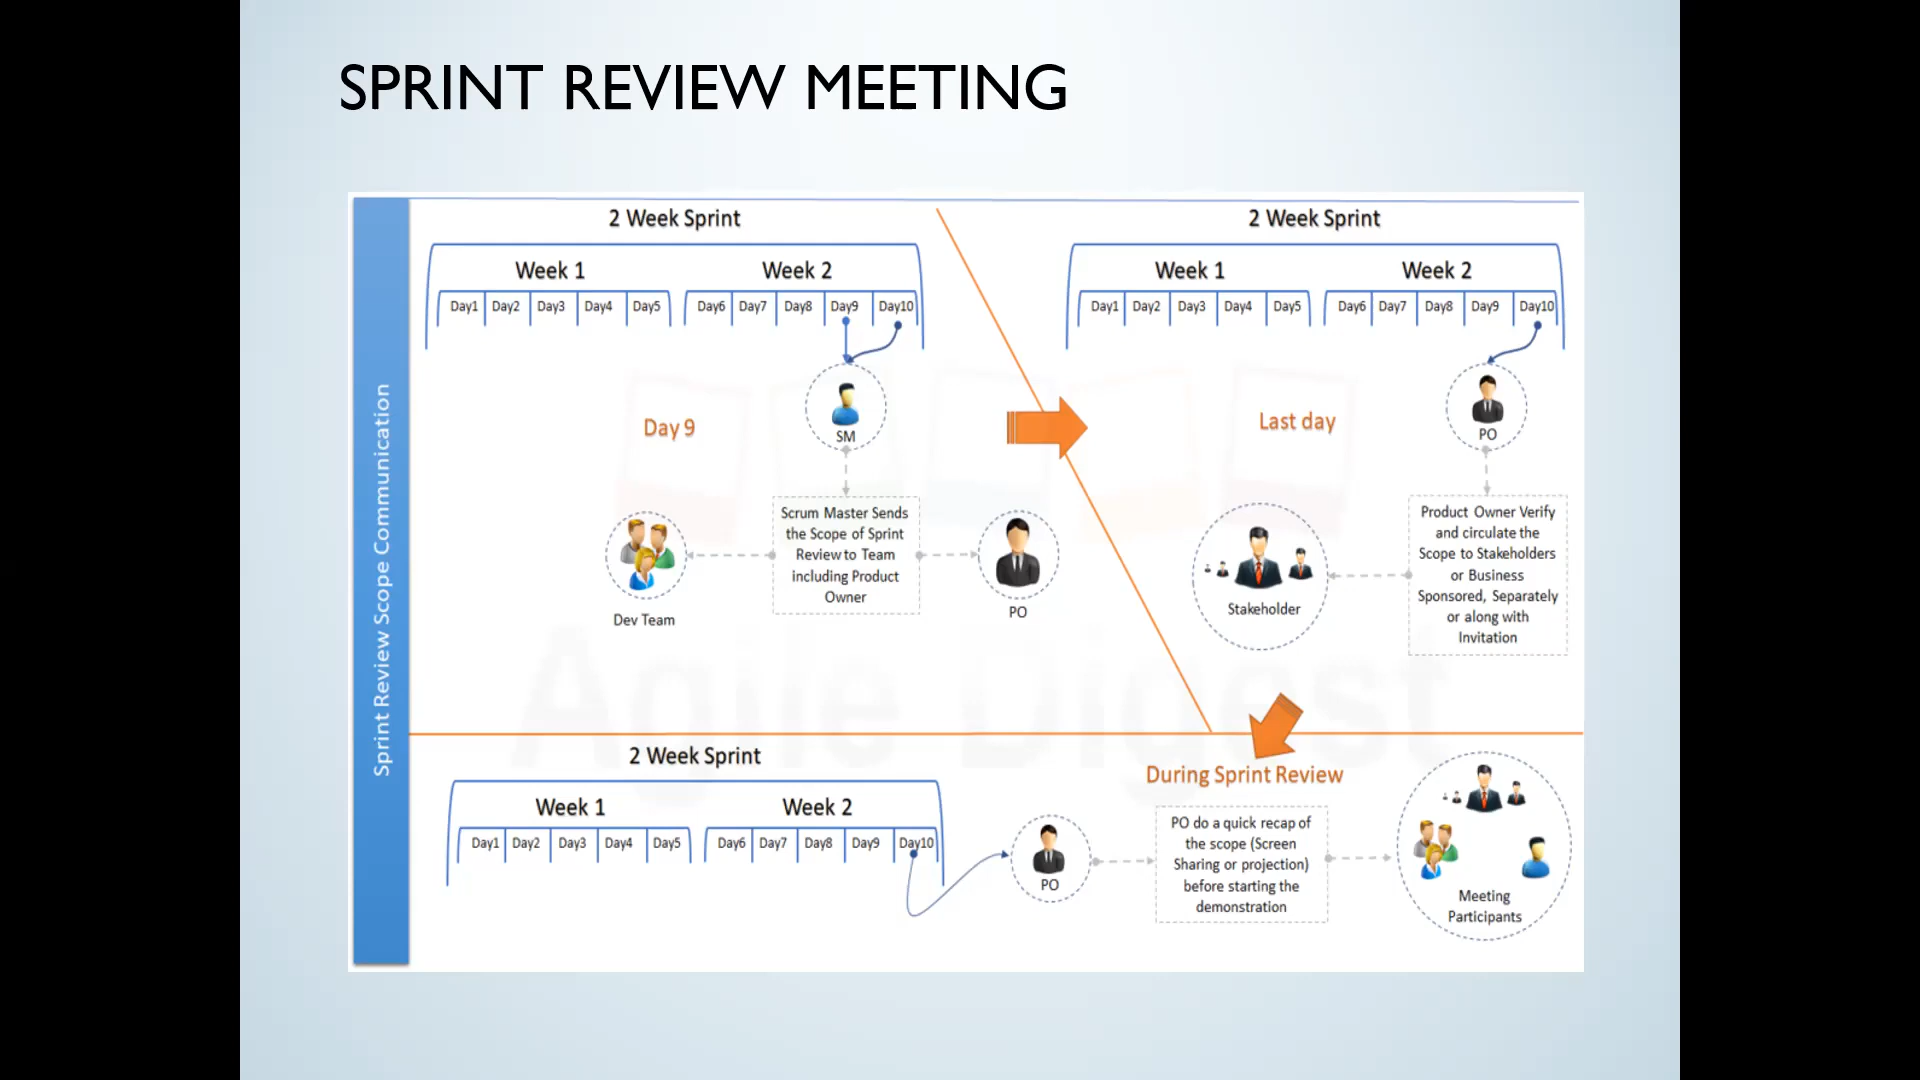 SPRINT REVIEW MEETING
Sprint Review Scope Communication
2 Week Sprint
Week 1 Week 2
Day1 Day2 Day3 Day4 Day5 Day6 Day7 Day8 Day9 Day10
Day 9
SM
Scrum Master Sends
the Scope of Sprint
Review to Team
including Product
Owner
Dev Team
PO
2 Week Sprint
Week 1 Week 2
Day1 Day2 Day3 Day4 Day5 Day6 Day7 Day8 Day9 Day10
Last day
PO
Product Owner Verify
and circulate the
Scope to Stakeholders
or Business
Sponsored, Separately
or along with
Invitation
Stakeholder
2 Week Sprint
Week 1 Week 2
Day1 Day2 Day3 Day4 Day5 Day6 Day7 Day8 Day9 Day10
During Sprint Review
PO
PO do a quick recap of
the scope (Screen
Sharing or projection)
before starting the
demonstration
Meeting
Participants
Agile Digest